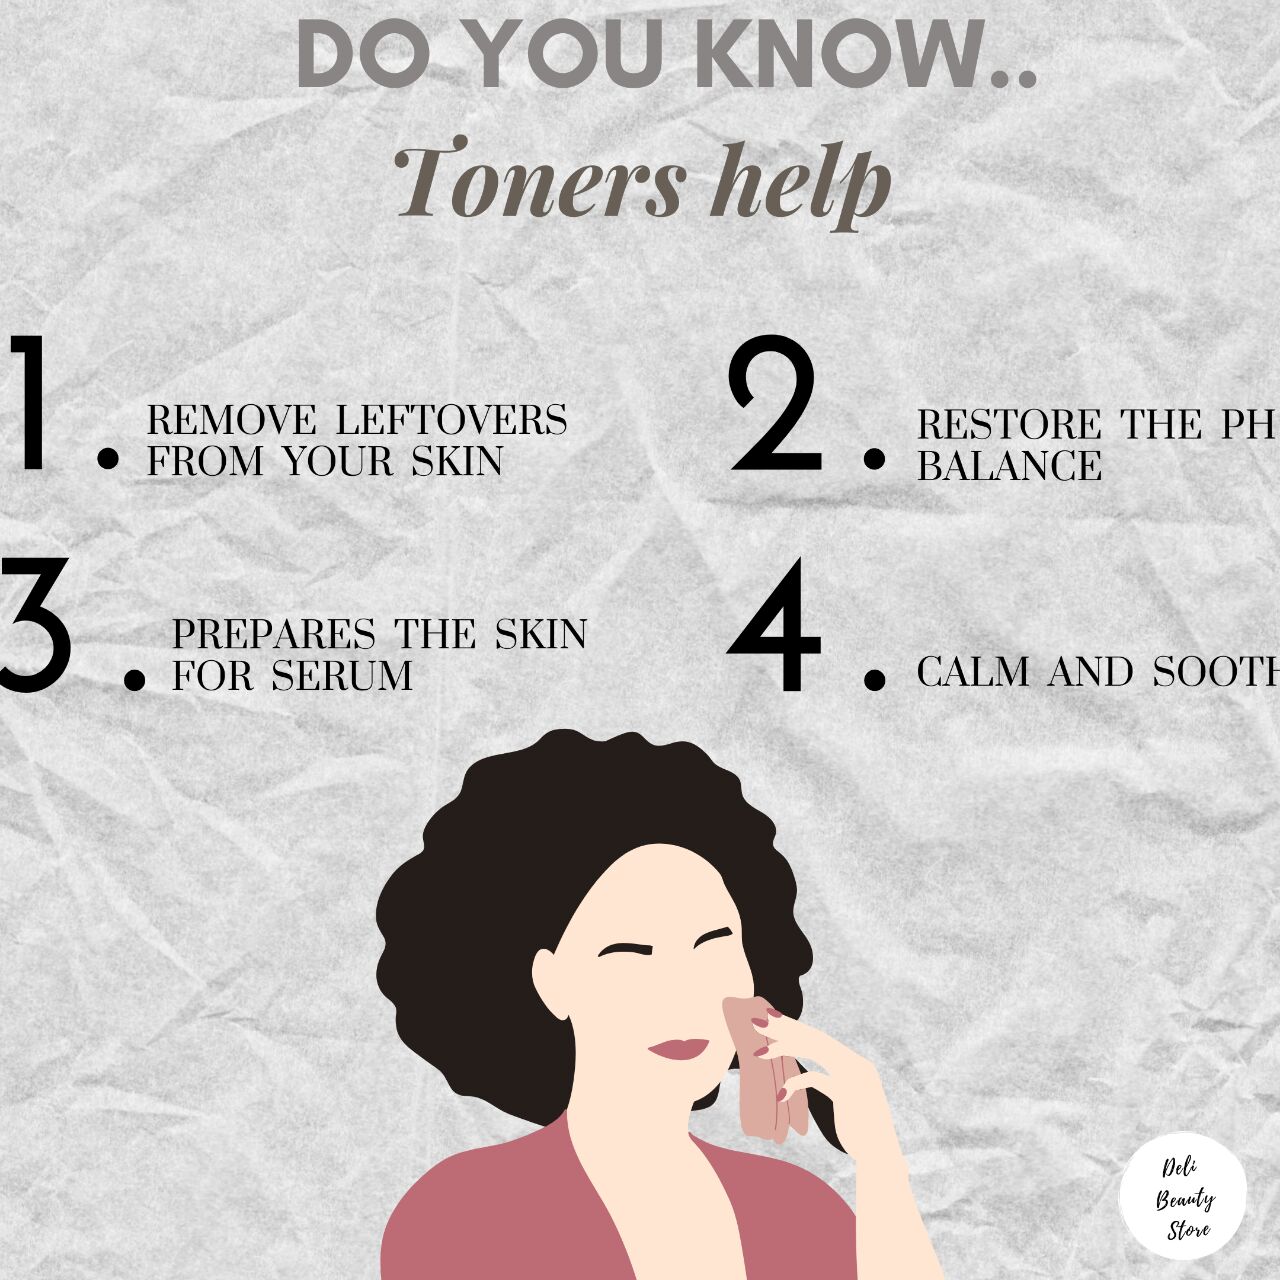 DO YOU KNOW..
Toners help
1.
REMOVE LEFTOVERS
FROM YOUR SKIN
2.
RESTORE THE PH
BALANCE
3.
PREPARES THE SKIN
FOR SERUM
4.
CALM AND SOOTH
Deli
Beauty
Store